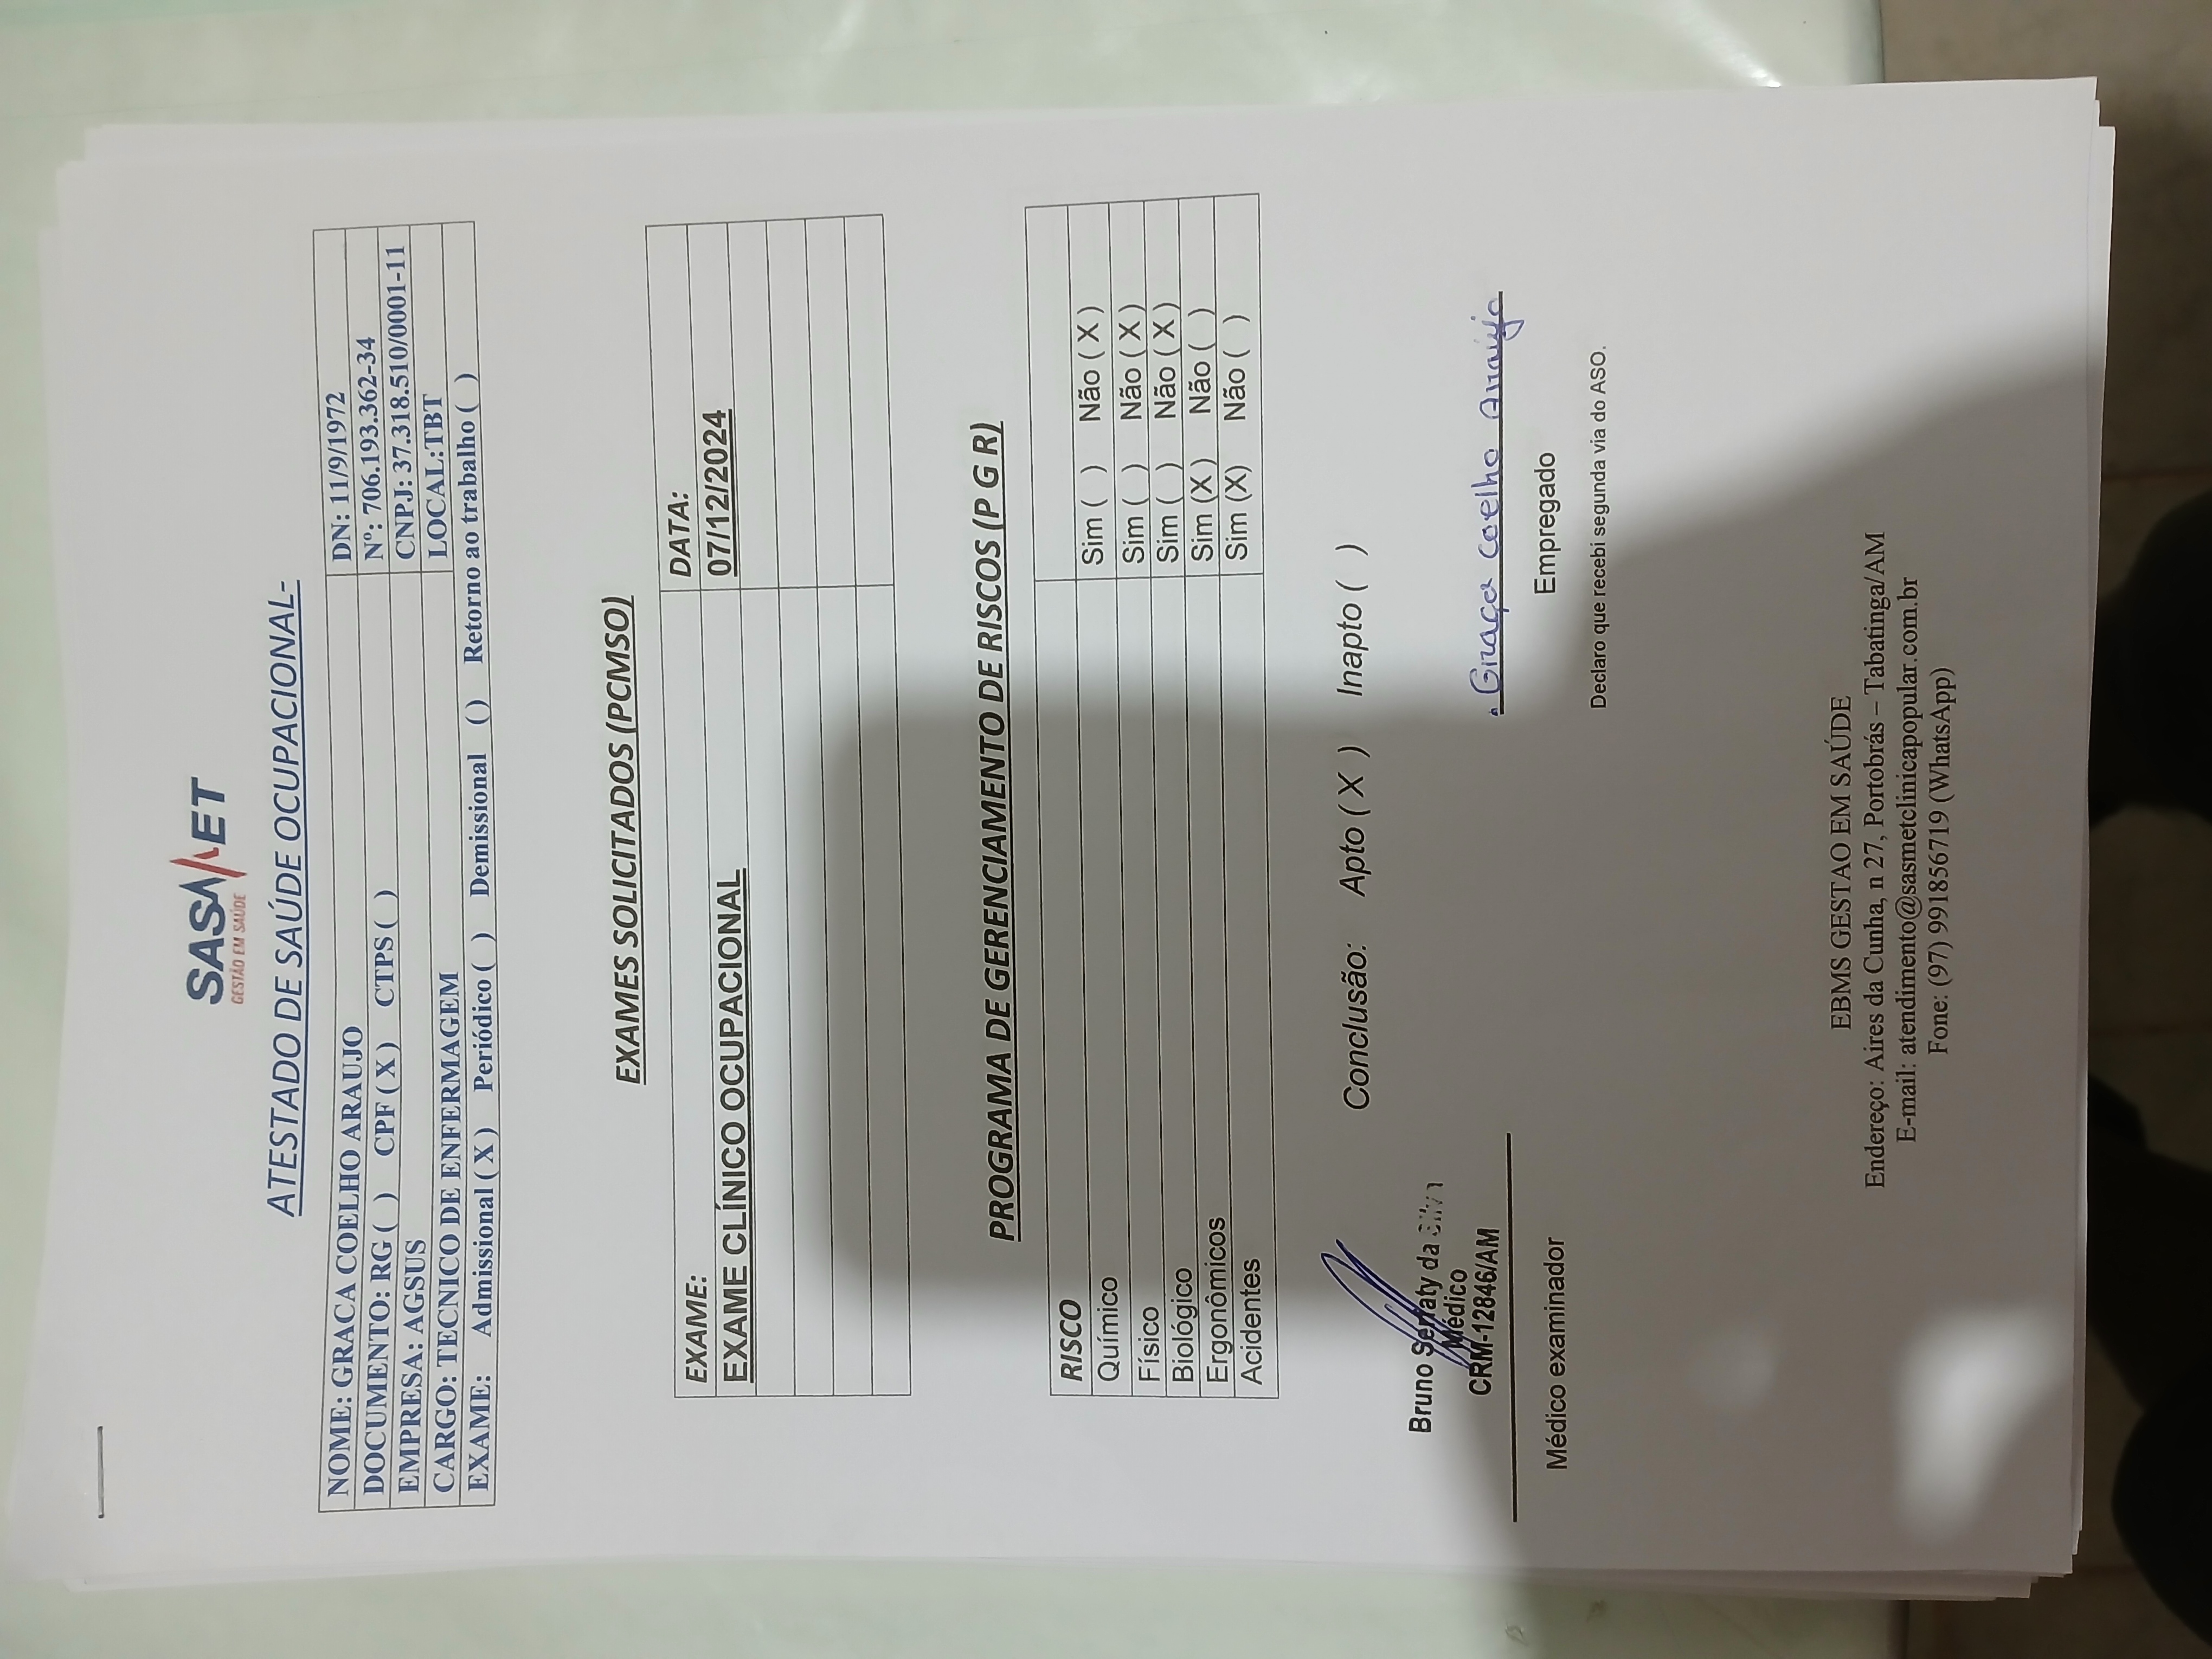 SASMET
GESTÃO EM SAÚDE
ATESTADO DE SAÚDE OCUPACIONAL-
NOME: GRACA COELHO ARAUJO DN: 11/9/1972
DOCUMENTO: RG ( ) CPF ( X ) CTPS ( ) Nº: 706.193.362-34
EMPRESA: AGSUS CNPJ: 37.318.510/0001-11
CARGO: TECNICO DE ENFERMAGEM LOCAL:TBT
EXAME: Admissional ( X ) Periódico ( ) Demissional () Retorno ao trabalho ( )
EXAMES SOLICITADOS (PCMSO)
EXAME: DATA:
EXAME CLÍNICO OCUPACIONAL 07/12/2024
PROGRAMA DE GERENCIAMENTO DE RISCOS (P G R)
RISCO
Químico Sim ( ) Não ( X )
Físico Sim ( ) Não ( X )
Biológico Sim ( ) Não ( X )
Ergonômicos Sim (X ) Não ( )
Acidentes Sim (X) Não ( )
Conclusão: Apto ( X ) Inapto ( )
Bruno Serfaty da
Médico
CRM-12846/AM
Médico examinador
Graça Coelho Araújo
Empregado
Declaro que recebi segunda via do ASO.
EBMS GESTAO EM SAÚDE
Endereço: Aires da Cunha, n 27, Portobrás – Tabatinga/AM
E-mail: atendimento@sasmetclinicapopular.com.br
Fone: (97) 991856719 (WhatsApp)